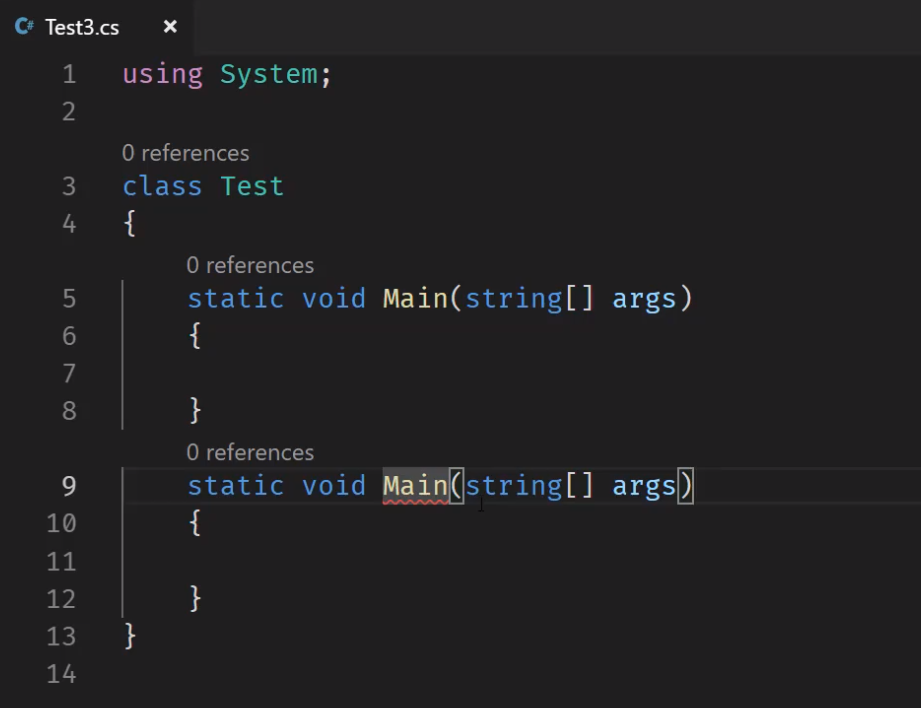 C# Test3.cs ×
1 using System;
2
0 references
3 class Test
4 {
0 references
5 static void Main(string[] args)
6 {
7
8 }
0 references
9 static void Main(string[] args)
10 {
11
12 }
13 }
14